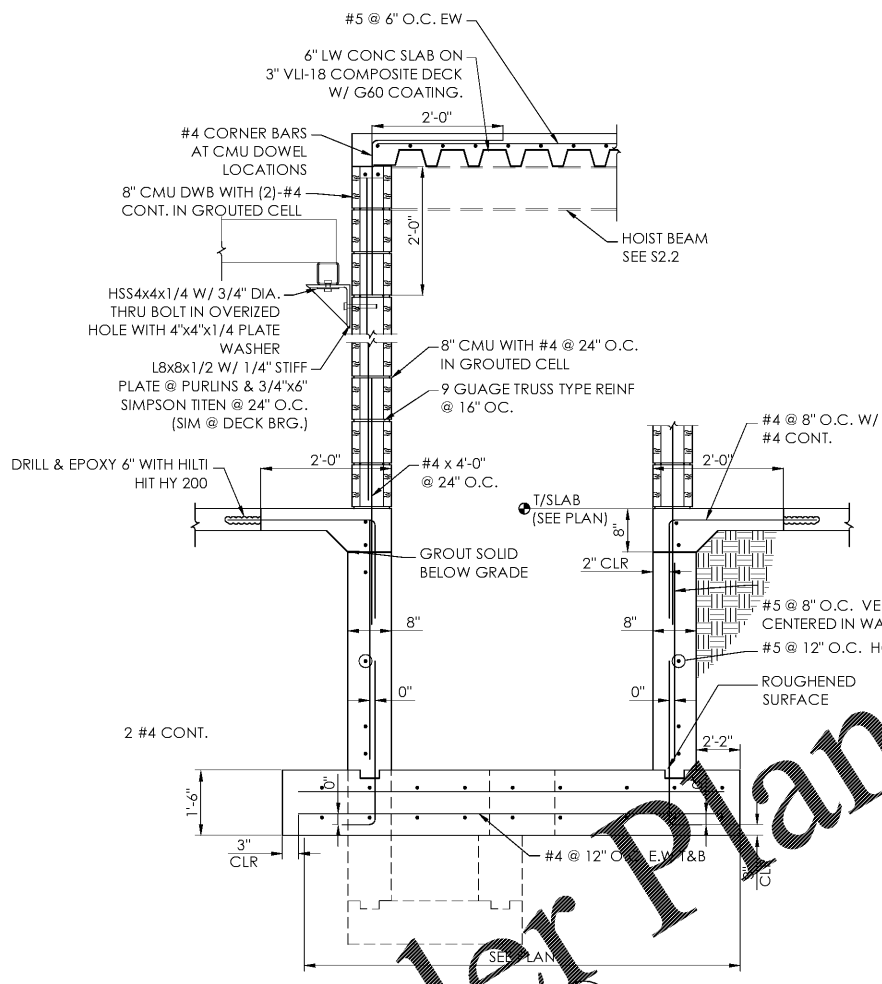 #5 @ 6" O.C. EW
6" LW CONC SLAB ON
3" VLI-18 COMPOSITE DECK
W/ G60 COATING.
2'-0"
#4 CORNER BARS
AT CMU DOWEL
LOCATIONS
8" CMU DWB WITH (2)-#4
CONT. IN GROUTED CELL
2'-0"
HOIST BEAM
SEE S2.2
HSS4x4x1/4 W/ 3/4" DIA.
THRU BOLT IN OVERIZED
HOLE WITH 4"x4"x1/4 PLATE
WASHER
L8x8x1/2 W/ 1/4" STIFF
PLATE @ PURLINS & 3/4"x6"
SIMPSON TITEN @ 24" O.C.
(SIM @ DECK BRG.)
8" CMU WITH #4 @ 24" O.C.
IN GROUTED CELL
9 GUAGE TRUSS TYPE REINF
@ 16" OC.
#4 @ 8" O.C. W/
#4 CONT.
DRILL & EPOXY 6" WITH HILTI
HIT HY 200
2'-0"
#4 x 4'-0"
@ 24" O.C.
2'-0"
T/SLAB
(SEE PLAN)
8"
GROUT SOLID
BELOW GRADE
2" CLR
#5 @ 8" O.C. VE
CENTERED IN WA
8"
8"
#5 @ 12" O.C. H
0"
0"
ROUGHENED
SURFACE
2 #4 CONT.
2'-2"
1'-6"
0"
3"
CLR
#4 @ 12" O.C. E.W T&B
SEE PLAN
der Plan